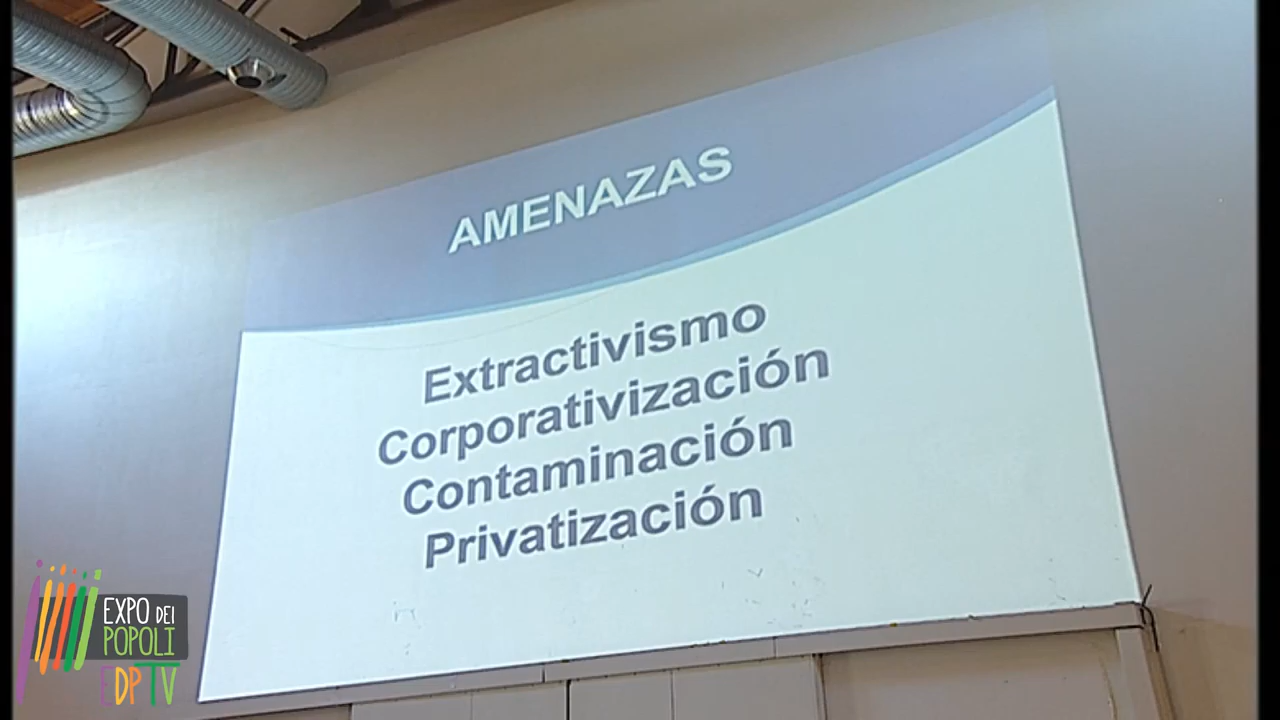 AMENAZAS
Extractivismo
Corporativización
Contaminación
Privatización
EXPO DEI
POPOLI
EDPTV